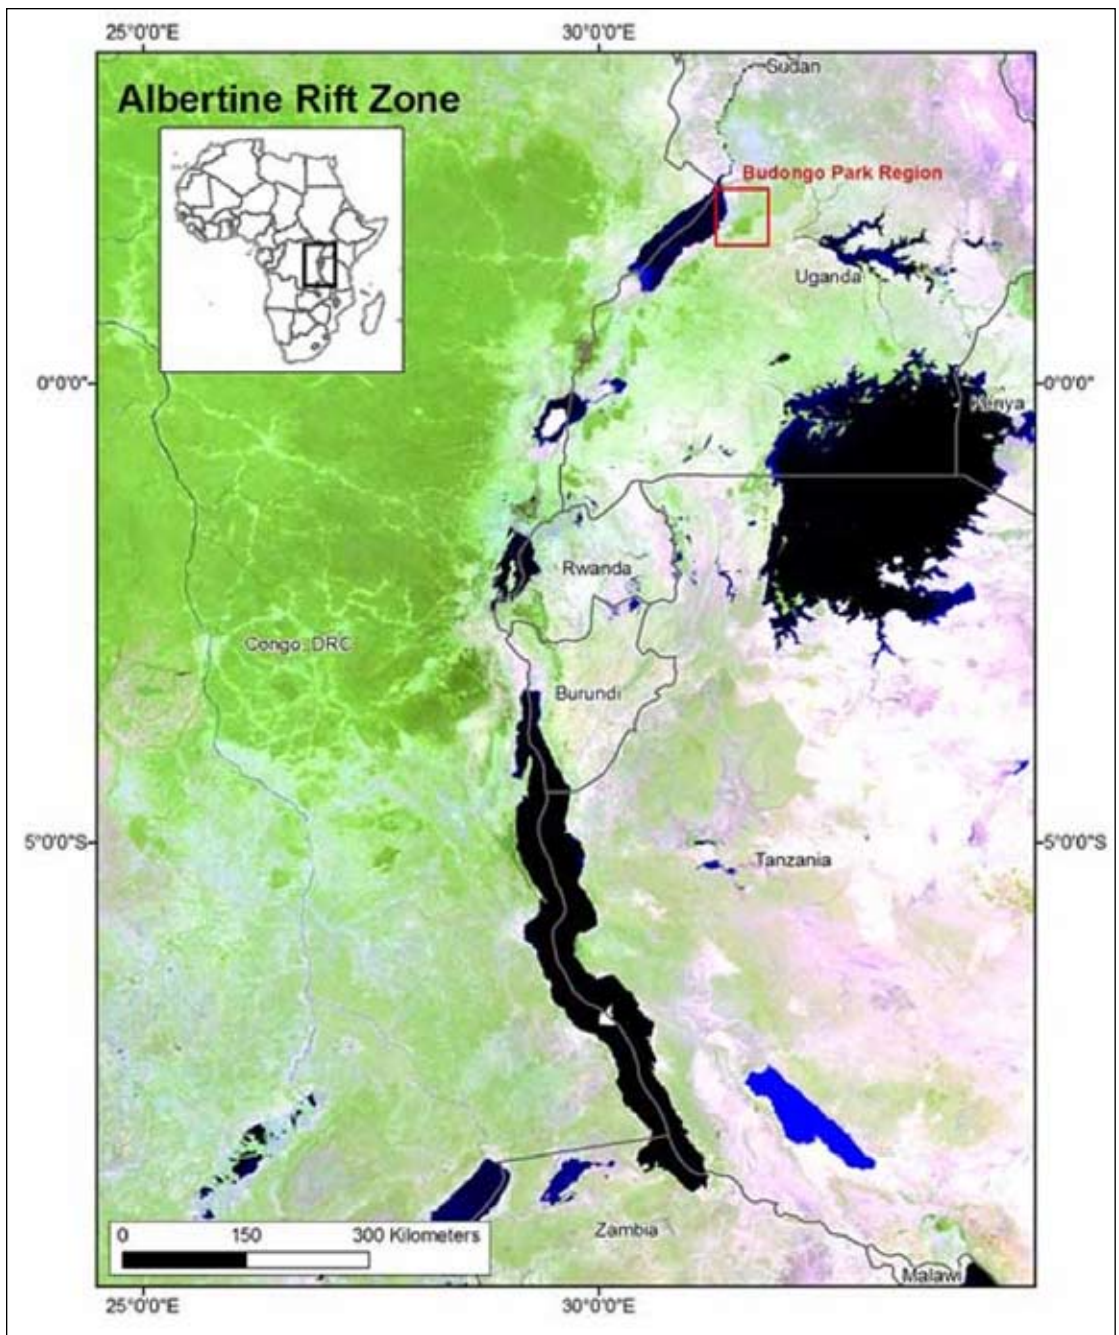 25°0'0"E 30°0'0"E
Sudan
Albertine Rift Zone
Budongo Park Region
Uganda
0°0'0" 0°0'0"
Kenya
Rwanda
Congo, DRC
Burundi
5°0'0"S 5°0'0"S
Tanzania
Zambia
0 150 300 Kilometers
Malawi
25°0'0"E 30°0'0"E